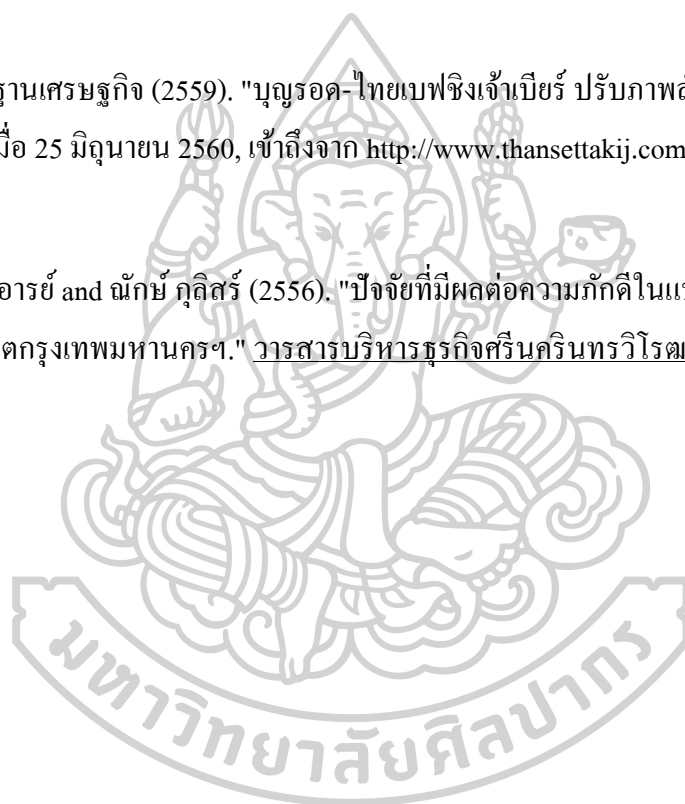 ฐานเศรษฐกิจ (2559). "บุญรอด-ไทยเบฟชิงเจ้าเบียร์ ปรับภาพ
25 มิถุนายน 2560, เข้าถึงจาก http://www.thansettakij.com
อารย์ and ณักษ์ กุลิสร์ (2556). "ปัจจัยที่มีผลต่อความภักดีใน
กรุงเทพมหานครฯ." วารสารบริหารธุรกิจศรีนครินทรวิโรฒ
มหาวิทยาลัยศิลปากร